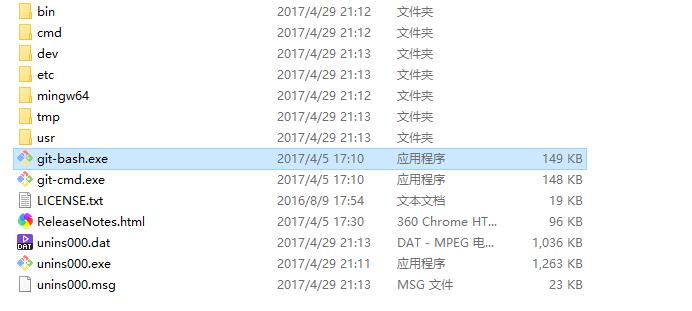 bin 2017/4/29 21:12 文件夹
cmd 2017/4/29 21:12 文件夹
dev 2017/4/29 21:13 文件夹
etc 2017/4/29 21:13 文件夹
mingw64 2017/4/29 21:12 文件夹
tmp 2017/4/29 21:13 文件夹
usr 2017/4/29 21:13 文件夹
git-bash.exe 2017/4/5 17:10 应用程序 149 KB
git-cmd.exe 2017/4/5 17:10 应用程序 148 KB
LICENSE.txt 2016/8/9 17:54 文本文档 19 KB
ReleaseNotes.html 2017/4/5 17:30 360 Chrome HT... 96 KB
DAT unins000.dat 2017/4/29 21:13 DAT - MPEG 电... 1,036 KB
unins000.exe 2017/4/29 21:11 应用程序 1,263 KB
unins000.msg 2017/4/29 21:13 MSG 文件 23 KB